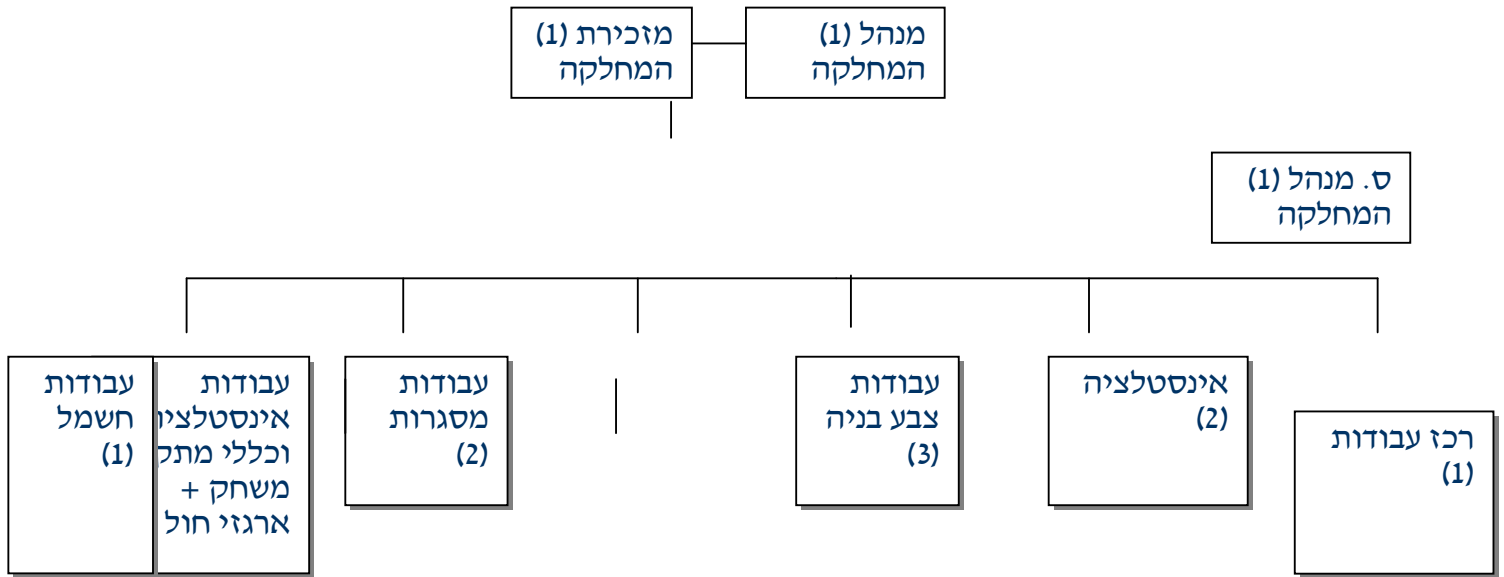 מנהל (1)
המחלקה
מזכירת (1)
המחלקה
ס. מנהל (1)
המחלקה
רכז עבודות
(1)
אינסטלציה
(2)
עבודות
צבע בניה
(3)
עבודות
מסגרות
(2)
עבודות
וכללי
משחק +
ארגזי חול
עבודות
חשמל
(1)